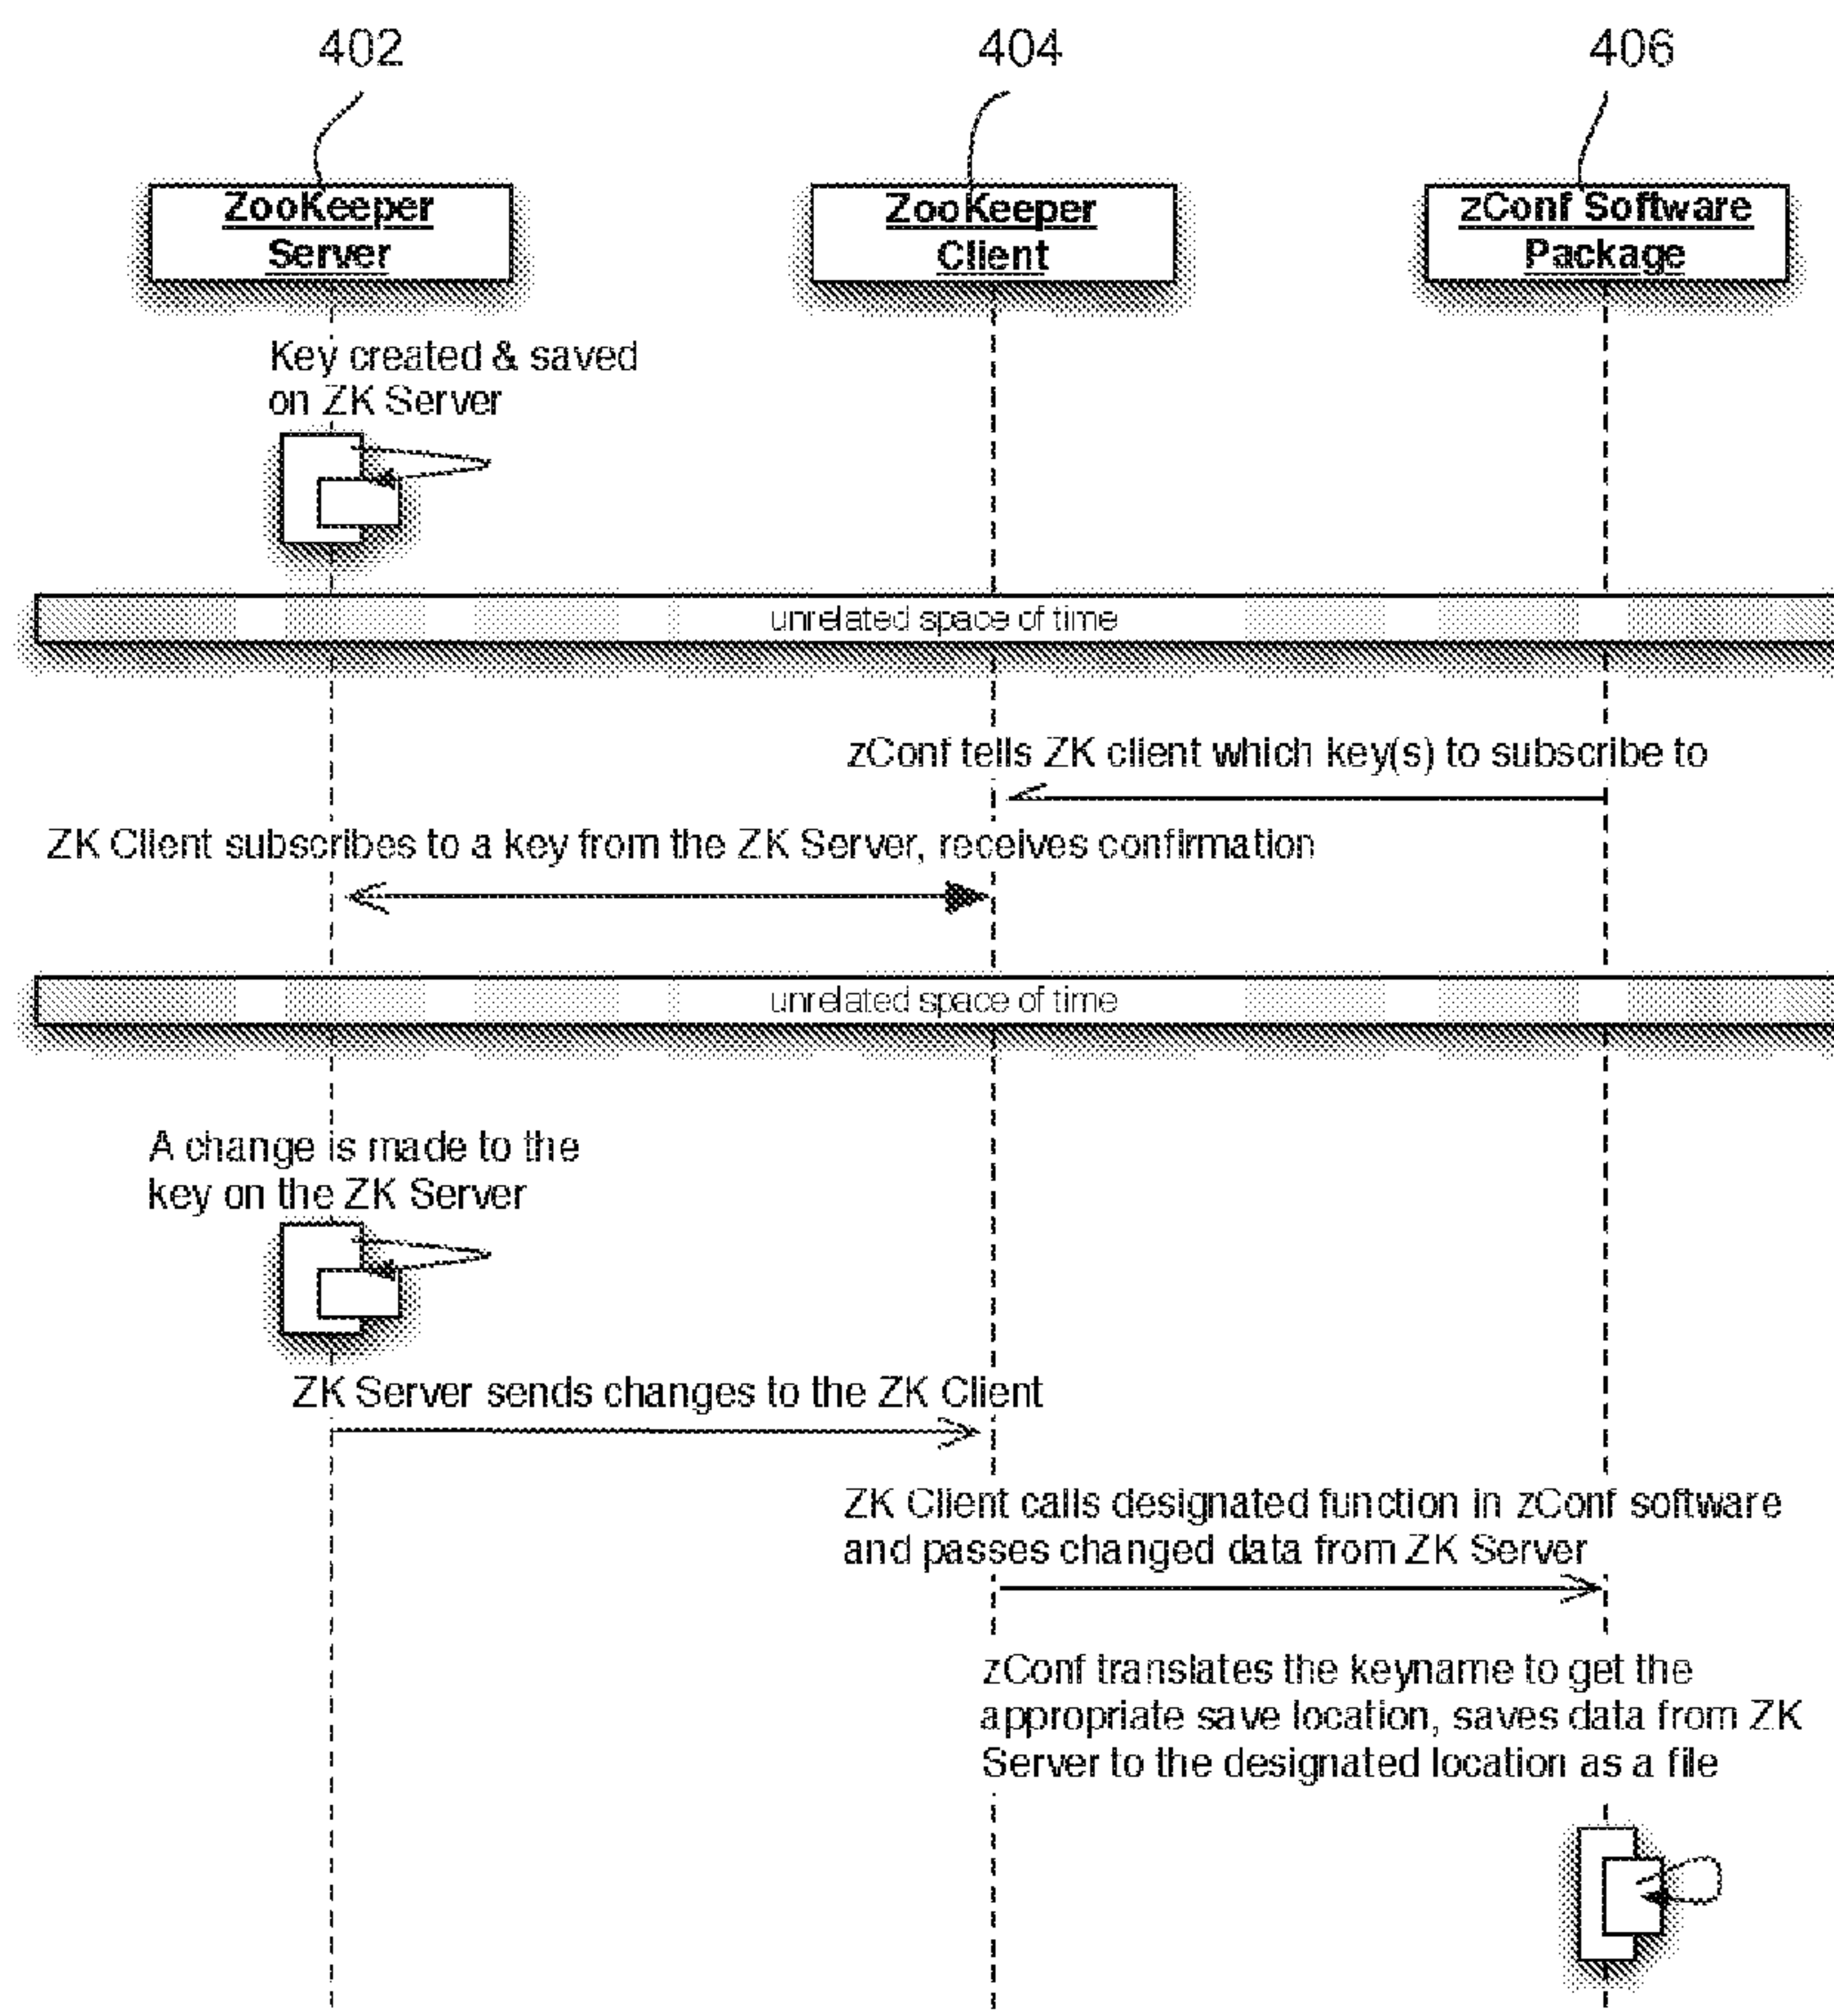 402
404
406
ZooKeeper
Server
ZooKeeper
Client
zConf Software
Package
Key created & saved
on ZK Server
unrelated space of time
zConf tells ZK client which key(s) to subscribe to
ZK Client subscribes to a key from the ZK Server, receives confirmation
unrelated space of time
A change is made to the
key on the ZK Server
ZK Server sends changes to the ZK Client
ZK Client calls designated function in zConf software
and passes changed data from ZK Server
zConf translates the keyname to get the
appropriate save location, saves data from ZK
Server to the designated location as a file